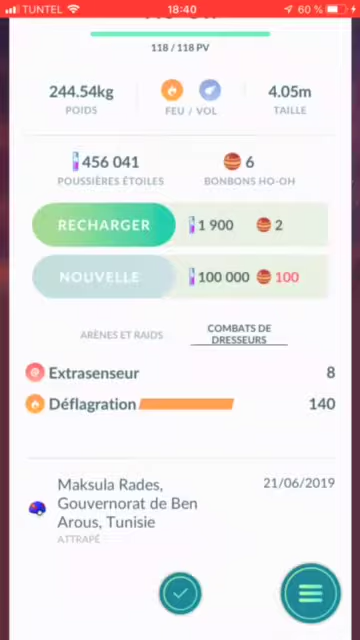 TUNTEL 18:40 60 %
118 / 118 PV
244.54kg
POIDS
FEU / VOL
4.05m
TAILLE
456 041
POUSSIÈRES ÉTOILES
6
BONBONS HO-OH
RECHARGER 1 900 2
NOUVELLE 100 000 100
ARÈNES ET RAIDS
COMBATS DE
DRESSEURS
Extrasenseur 8
Déflagration 140
Maksula Rades,
Gouvernorat de Ben
Arous, Tunisie
21/06/2019
ATTRAPÉ